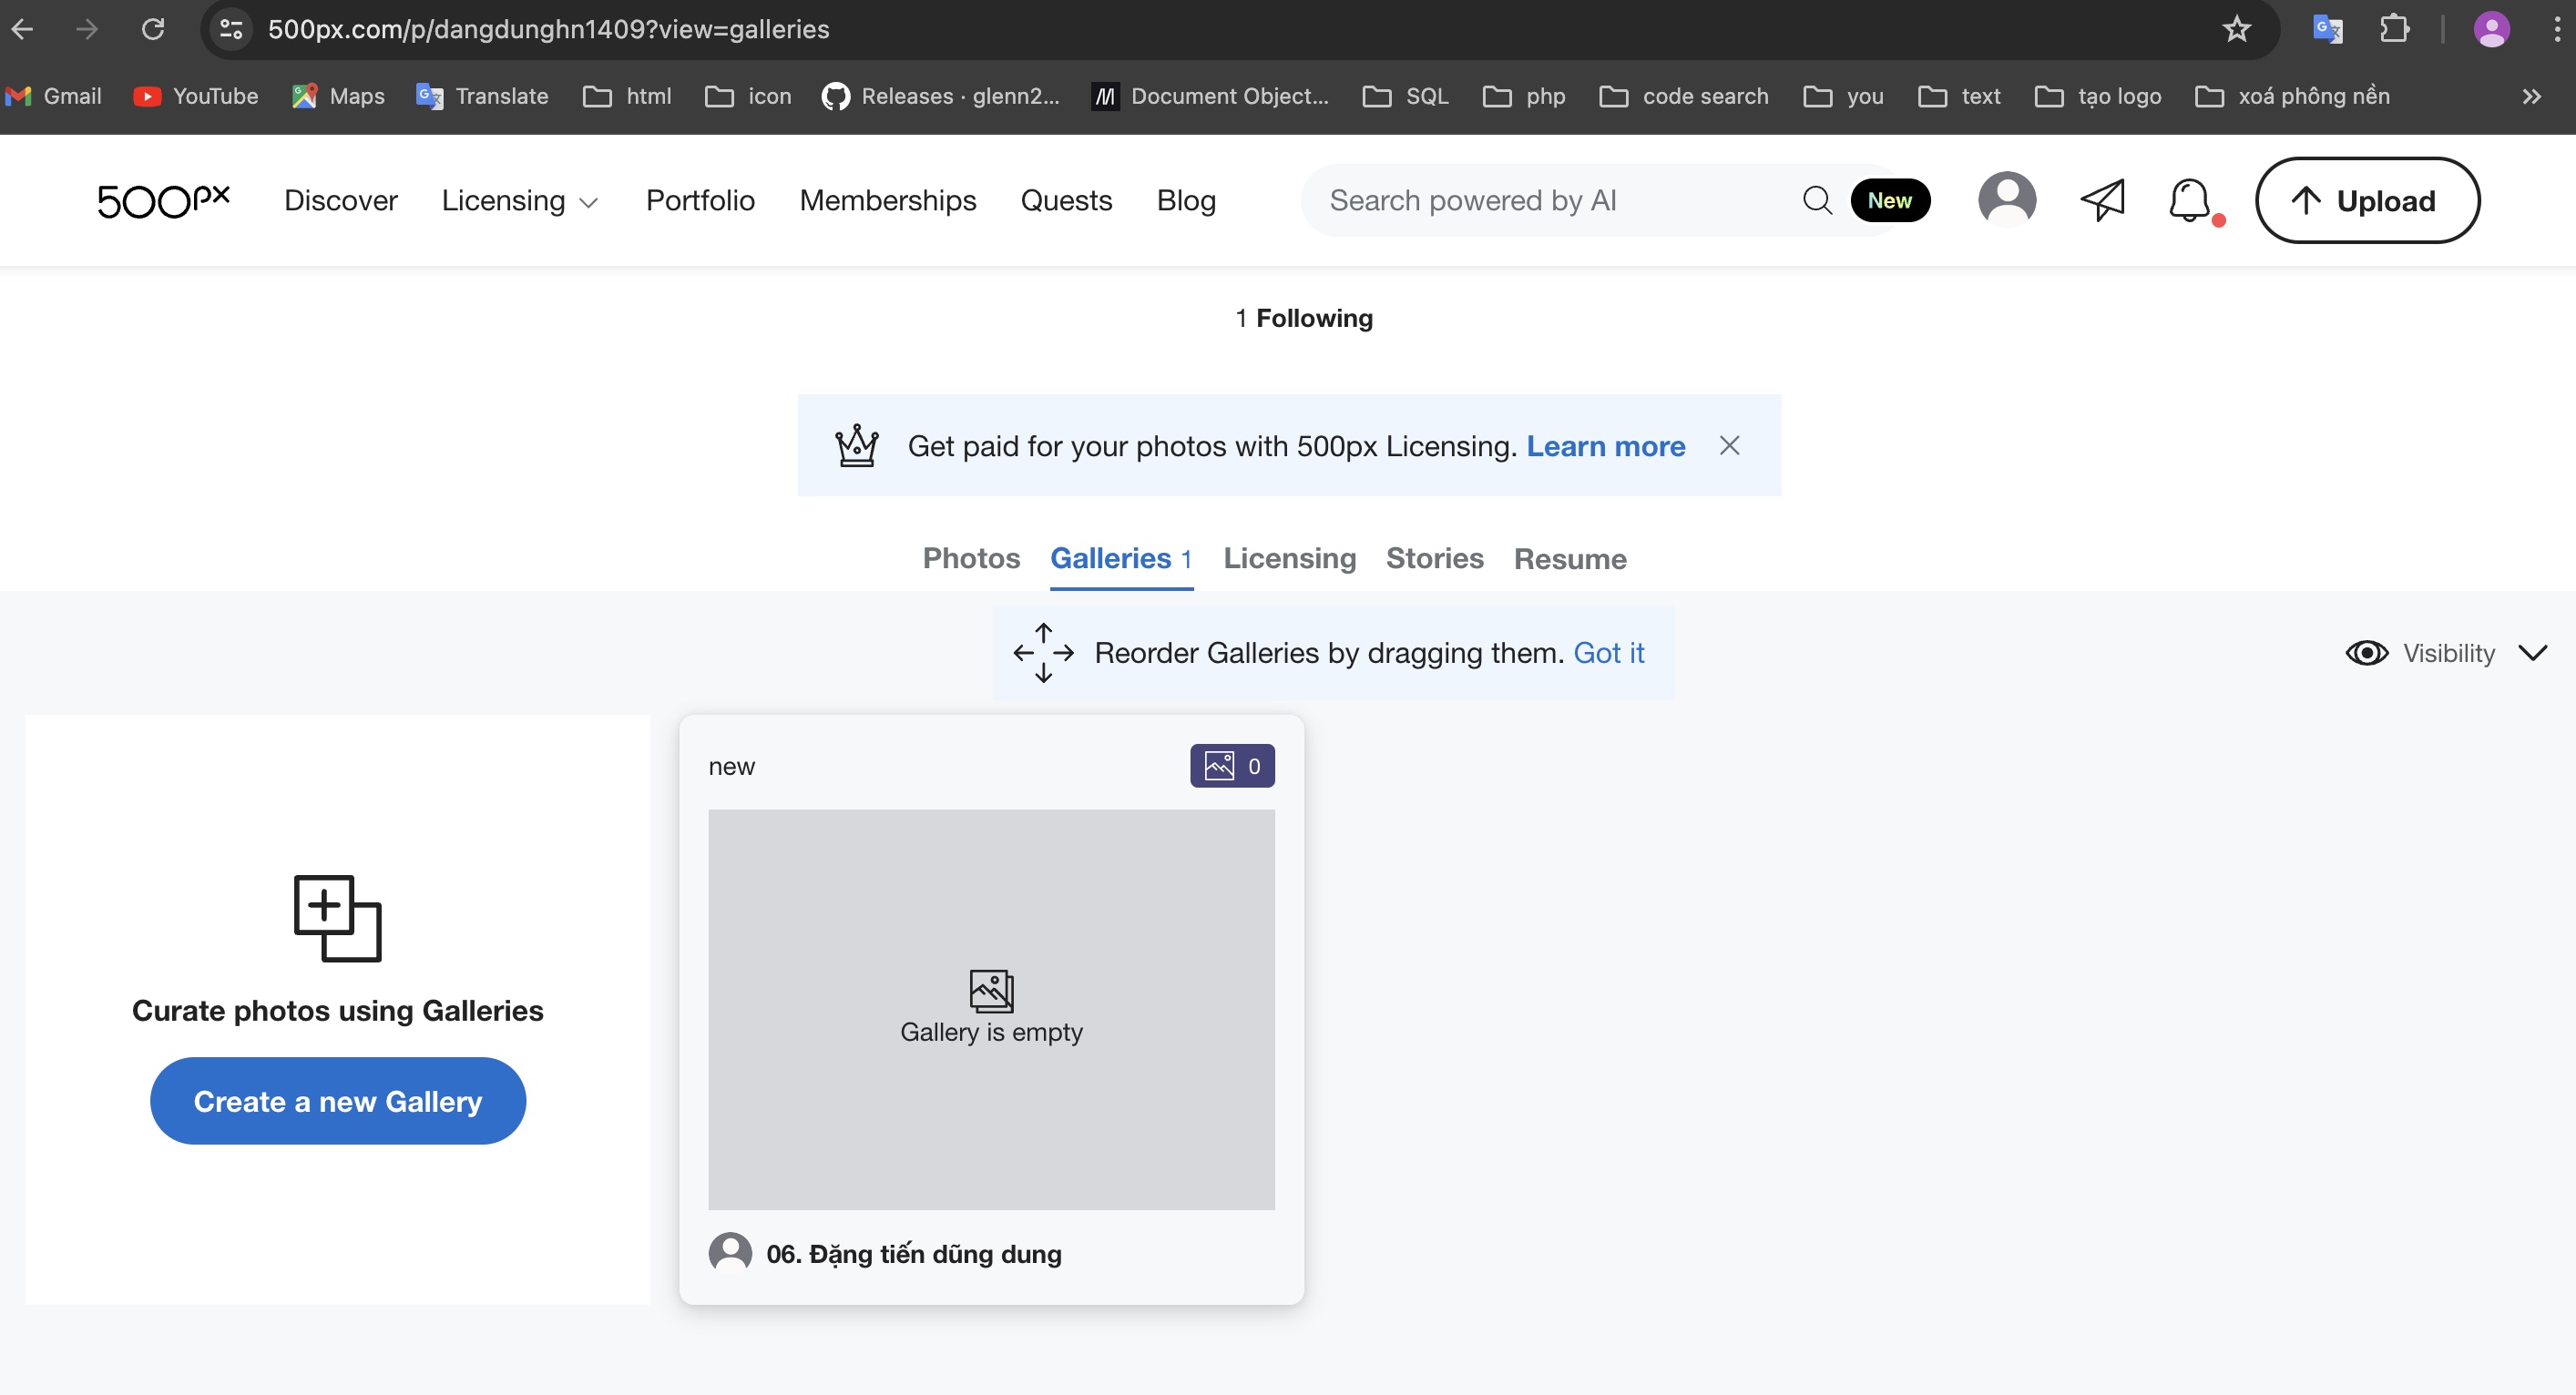 500px.com/p/dangdunghn1409?view=galleries
Gmail YouTube Maps Translate html icon Releases · glenn2... Document Object... SQL php code search you text tạo logo xoá phông nền
500px Discover Licensing Portfolio Memberships Quests Blog Search powered by AI New Upload
1 Following
Get paid for your photos with 500px Licensing. Learn more
Photos Galleries 1 Licensing Stories Resume
Reorder Galleries by dragging them. Got it
Visibility
new 0
Gallery is empty
Curate photos using Galleries
Create a new Gallery
06. Đặng tiến dũng dung